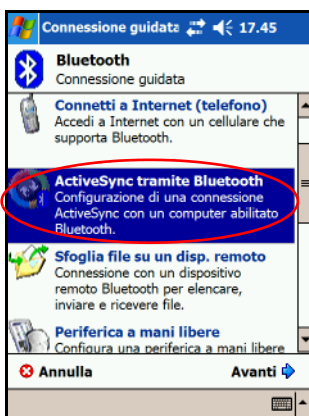 Connessione guidata 17.45
Bluetooth
Connessione guidata
Connetti a Internet (telefono)
Accedi a Internet con un cellulare che
supporta Bluetooth.
ActiveSync tramite Bluetooth
Configurazione di una connessione
ActiveSync con un computer abilitato
Bluetooth.
Sfoglia file su un disp. remoto
Connessione con un dispositivo
remoto Bluetooth per elencare,
inviare e ricevere file.
Periferica a mani libere
Configura una periferica a mani libere
Annulla Avanti